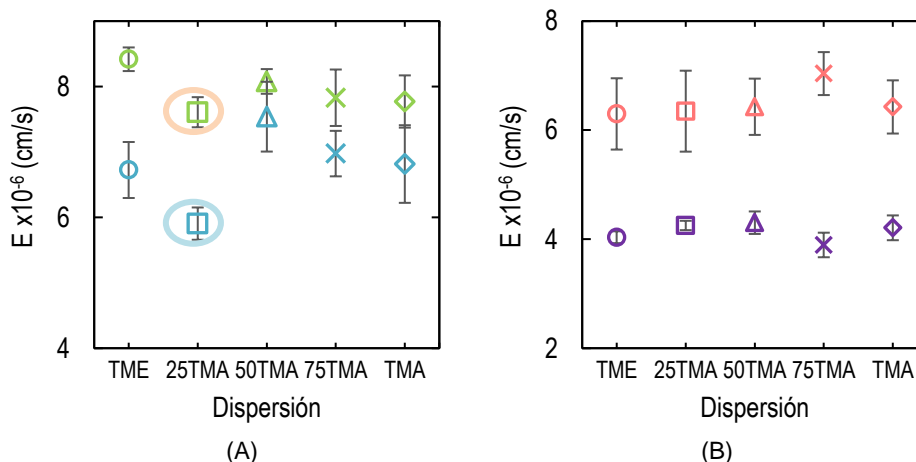 E x10⁻⁶ (cm/s)
8
6
4
TME 25TMA 50TMA 75TMA TMA
Dispersión
(A)
E x10⁻⁶ (cm/s)
8
6
4
2
TME 25TMA 50TMA 75TMA TMA
Dispersión
(B)